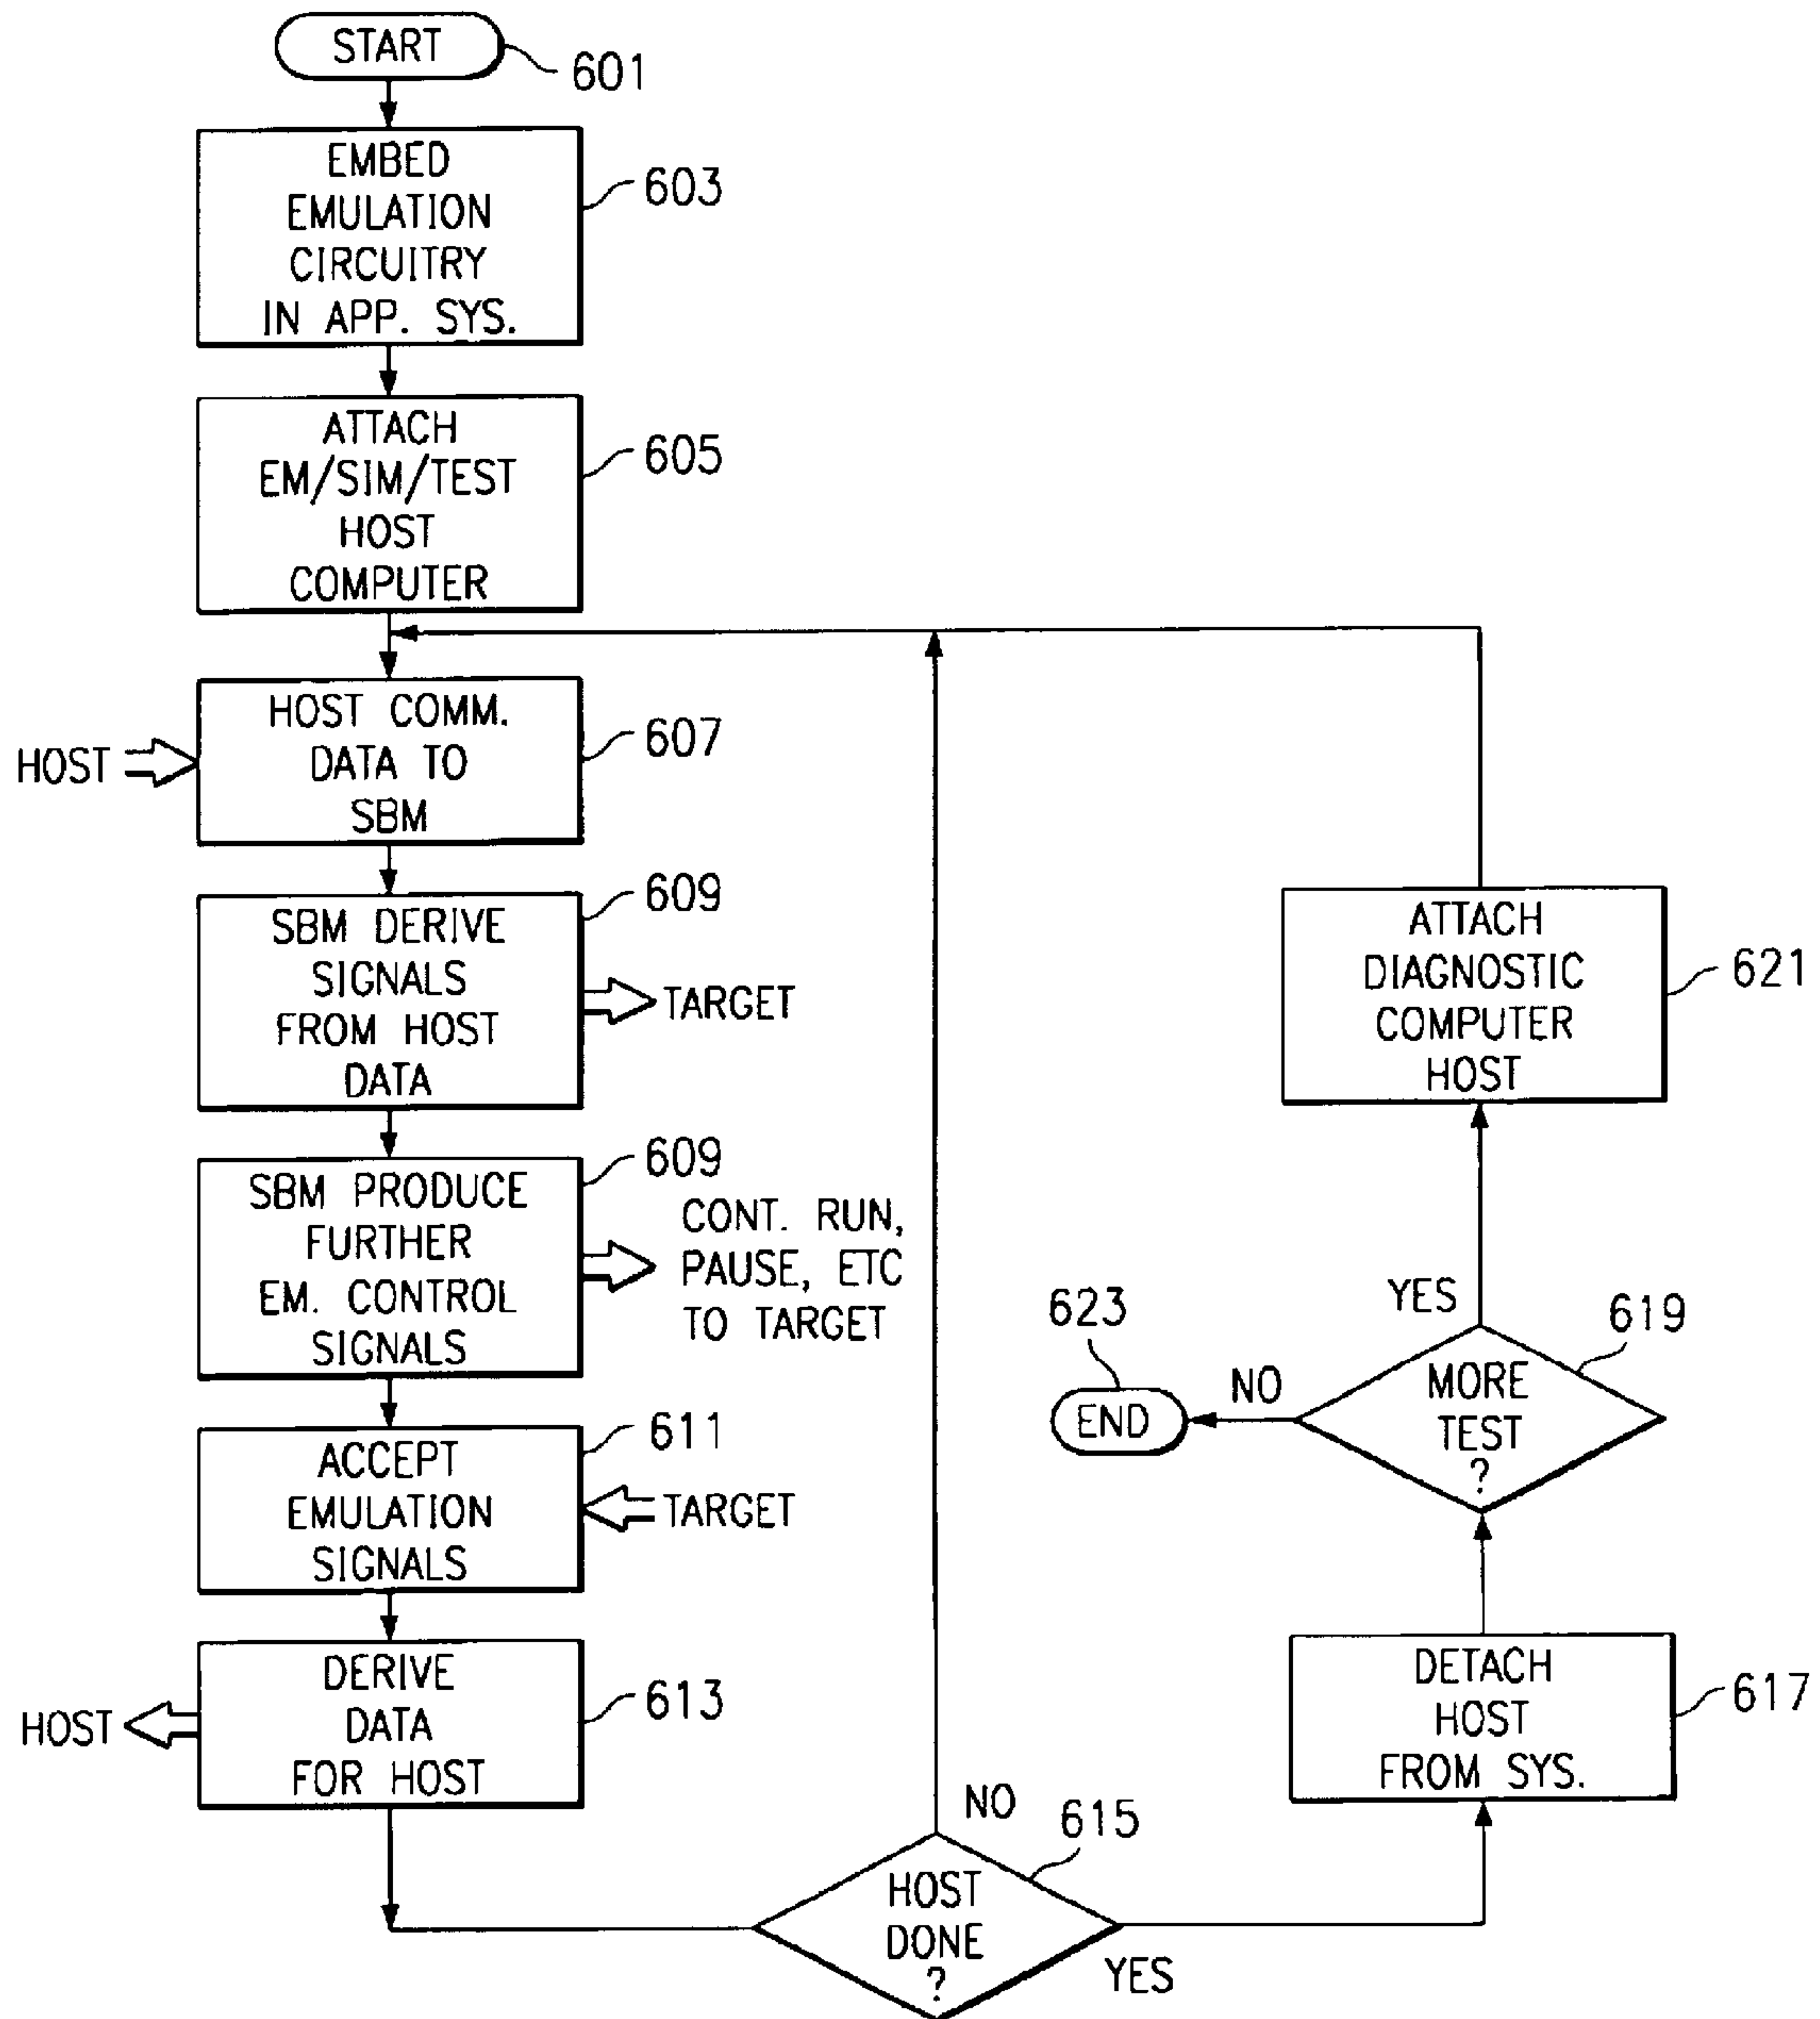 START
601
EMBED
EMULATION
CIRCUITRY
IN APP. SYS.
603
ATTACH
EM/SIM/TEST
HOST
COMPUTER
605
HOST
HOST COMM.
DATA TO
SBM
607
SBM DERIVE
SIGNALS
FROM HOST
DATA
609
TARGET
SBM PRODUCE
FURTHER
EM. CONTROL
SIGNALS
609
CONT. RUN,
PAUSE, ETC
TO TARGET
ACCEPT
EMULATION
SIGNALS
611
TARGET
DERIVE
DATA
FOR HOST
613
HOST
HOST
DONE
?
615
NO
YES
DETACH
HOST
FROM SYS.
617
MORE
TEST
?
619
YES
NO
623
END
ATTACH
DIAGNOSTIC
COMPUTER
HOST
621